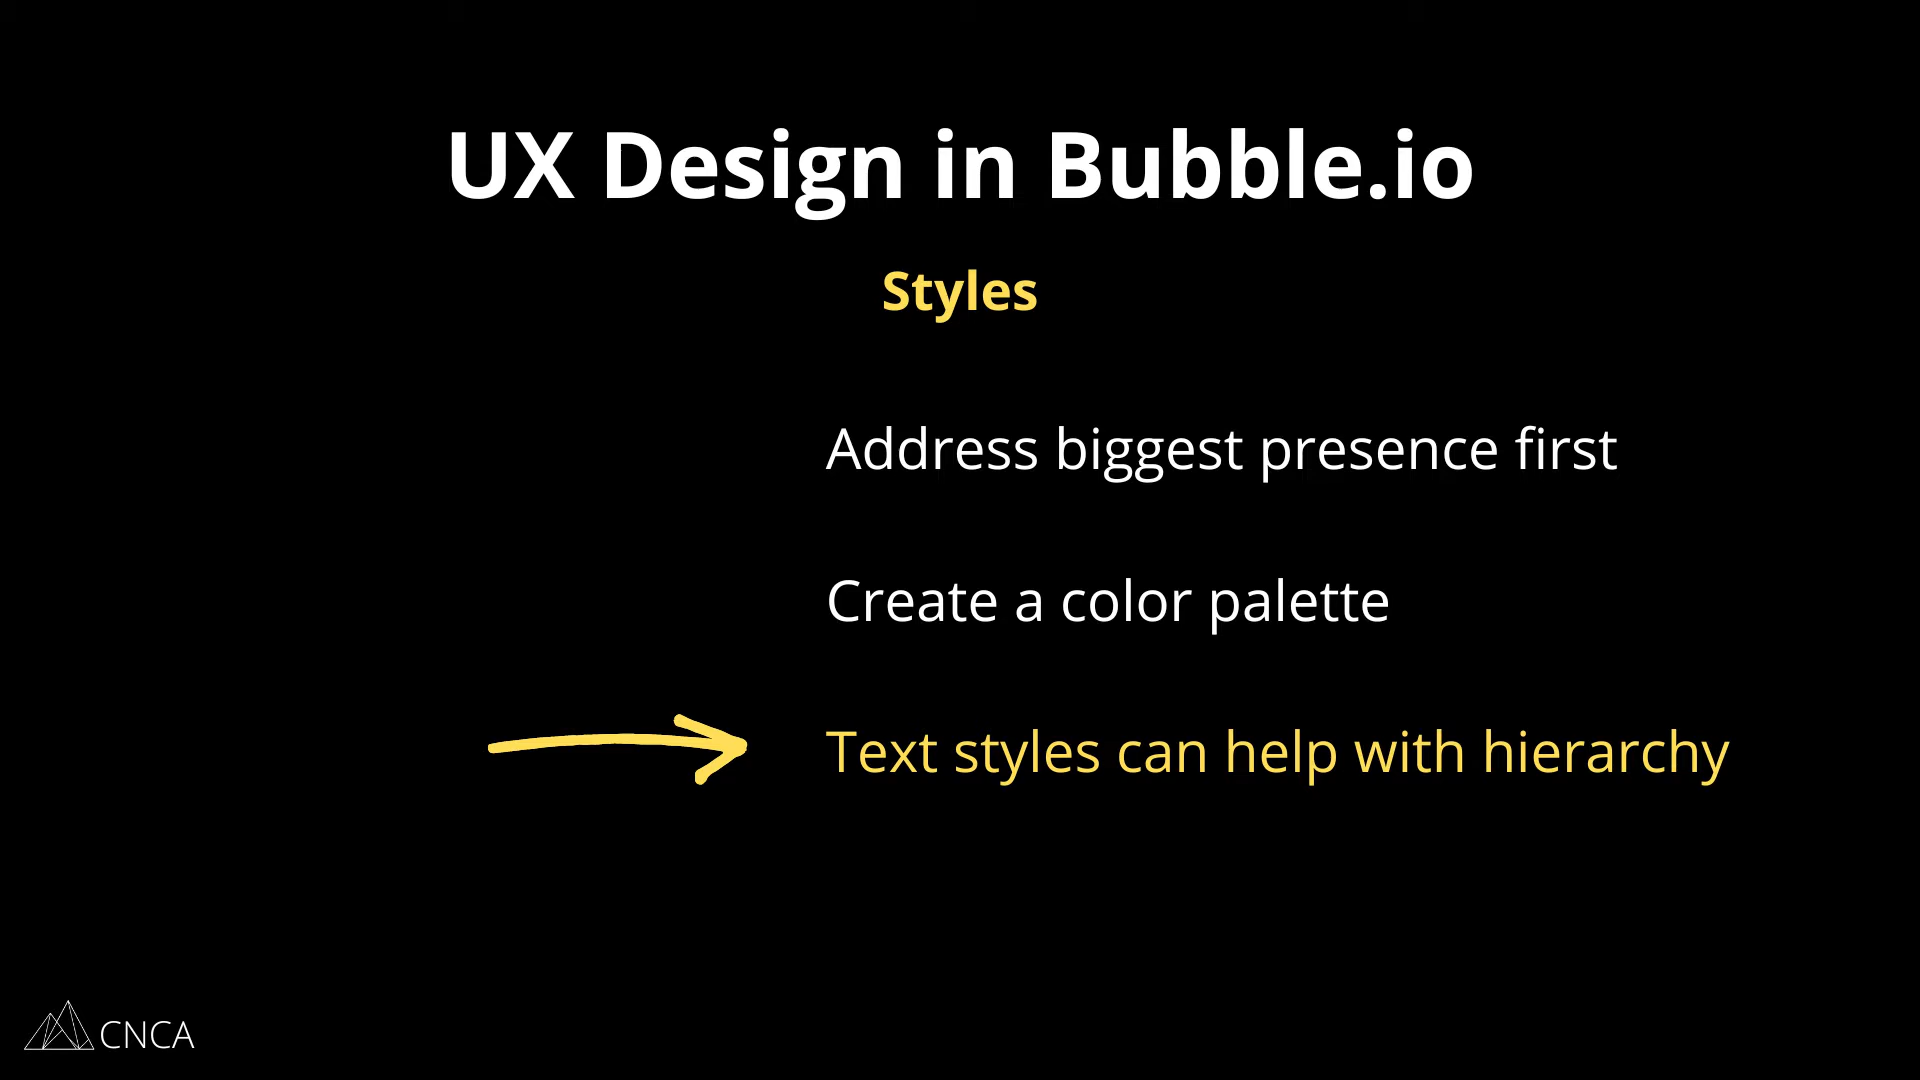 UX Design in Bubble.io
Styles
Address biggest presence first
Create a color palette
Text styles can help with hierarchy
CNCA